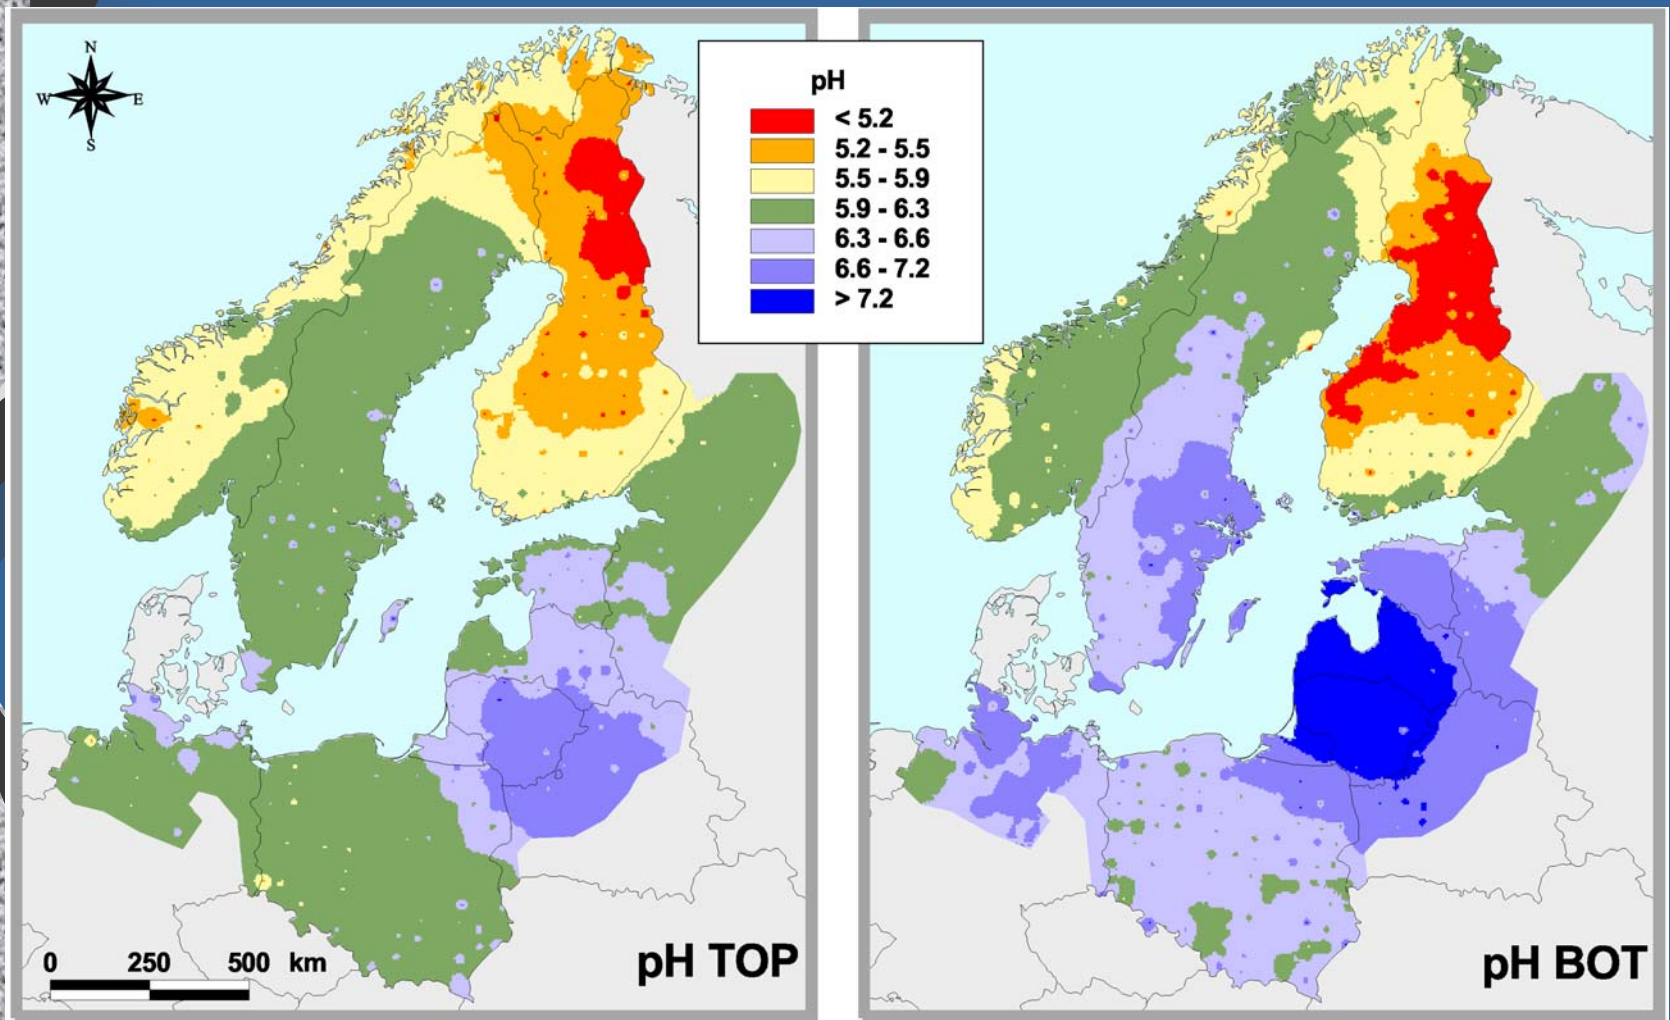 N
W E
S
pH
< 5.2
5.2 - 5.5
5.5 - 5.9
5.9 - 6.3
6.3 - 6.6
6.6 - 7.2
> 7.2
0 250 500 km
pH TOP
pH BOT